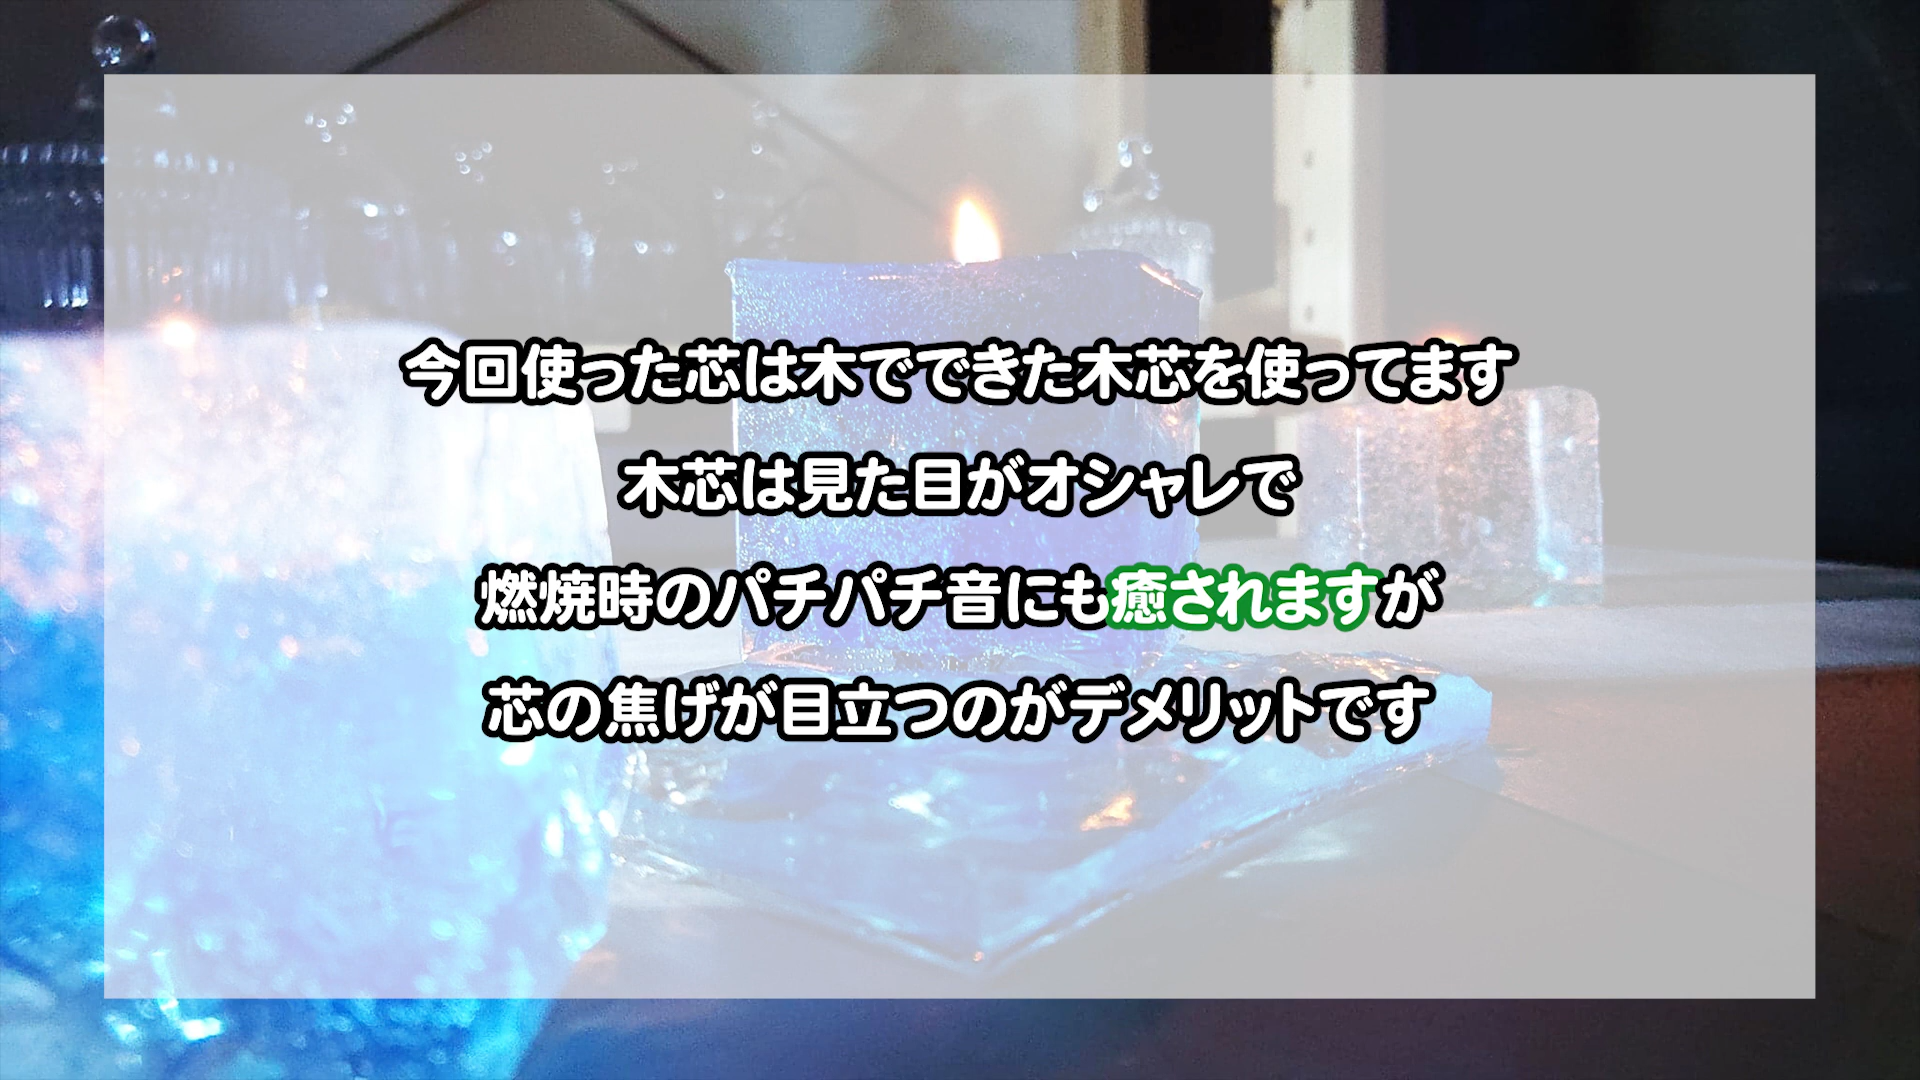 今回使った芯は木でできた木芯を使ってます
木芯は見た目がオシャレで
燃焼時のパチパチ音にも癒されますが
芯の焦げが目立つのがデメリットです